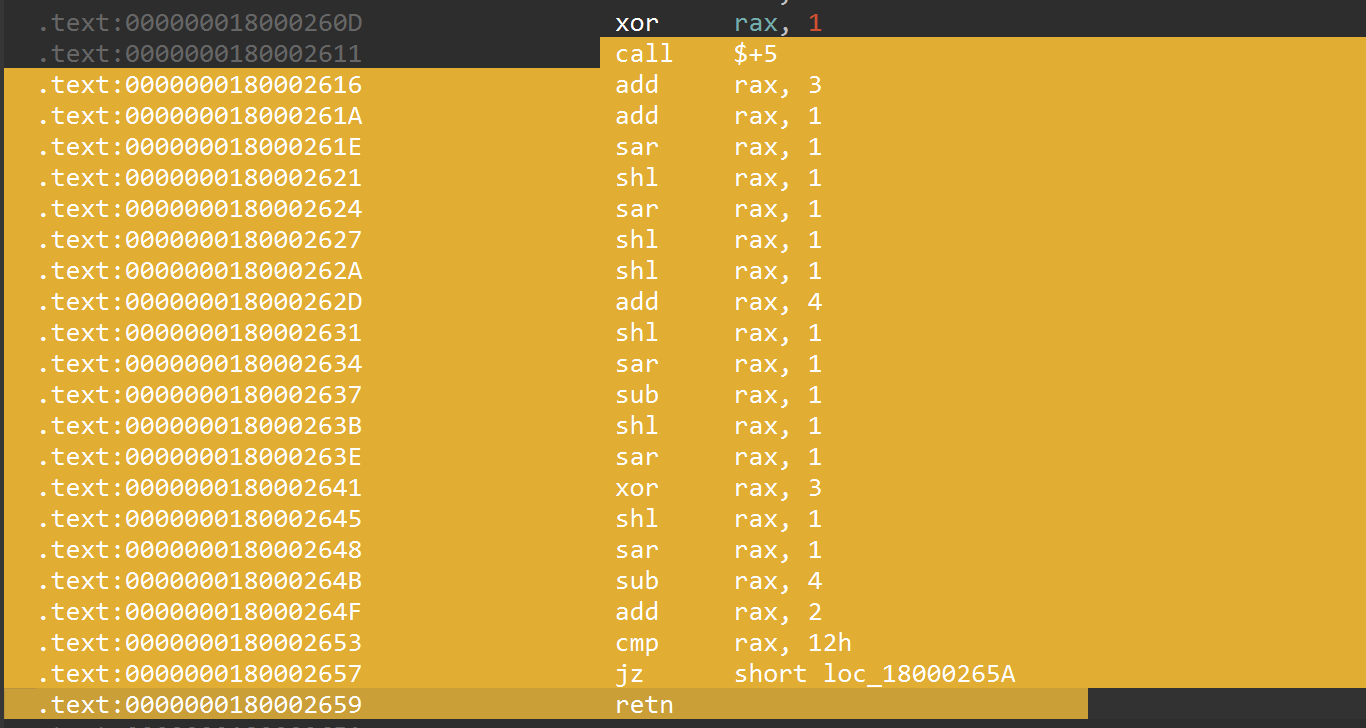 .text:000000018000260D xor rax, 1
.text:0000000180002611 call $+5
.text:0000000180002616 add rax, 3
.text:000000018000261A add rax, 1
.text:000000018000261E sar rax, 1
.text:0000000180002621 shl rax, 1
.text:0000000180002624 sar rax, 1
.text:0000000180002627 shl rax, 1
.text:000000018000262A shl rax, 1
.text:000000018000262D add rax, 4
.text:0000000180002631 shl rax, 1
.text:0000000180002634 sar rax, 1
.text:0000000180002637 sub rax, 1
.text:000000018000263B shl rax, 1
.text:000000018000263E sar rax, 1
.text:0000000180002641 xor rax, 3
.text:0000000180002645 shl rax, 1
.text:0000000180002648 sar rax, 1
.text:000000018000264B sub rax, 4
.text:000000018000264F add rax, 2
.text:0000000180002653 cmp rax, 12h
.text:0000000180002657 jz short loc_18000265A
.text:0000000180002659 retn